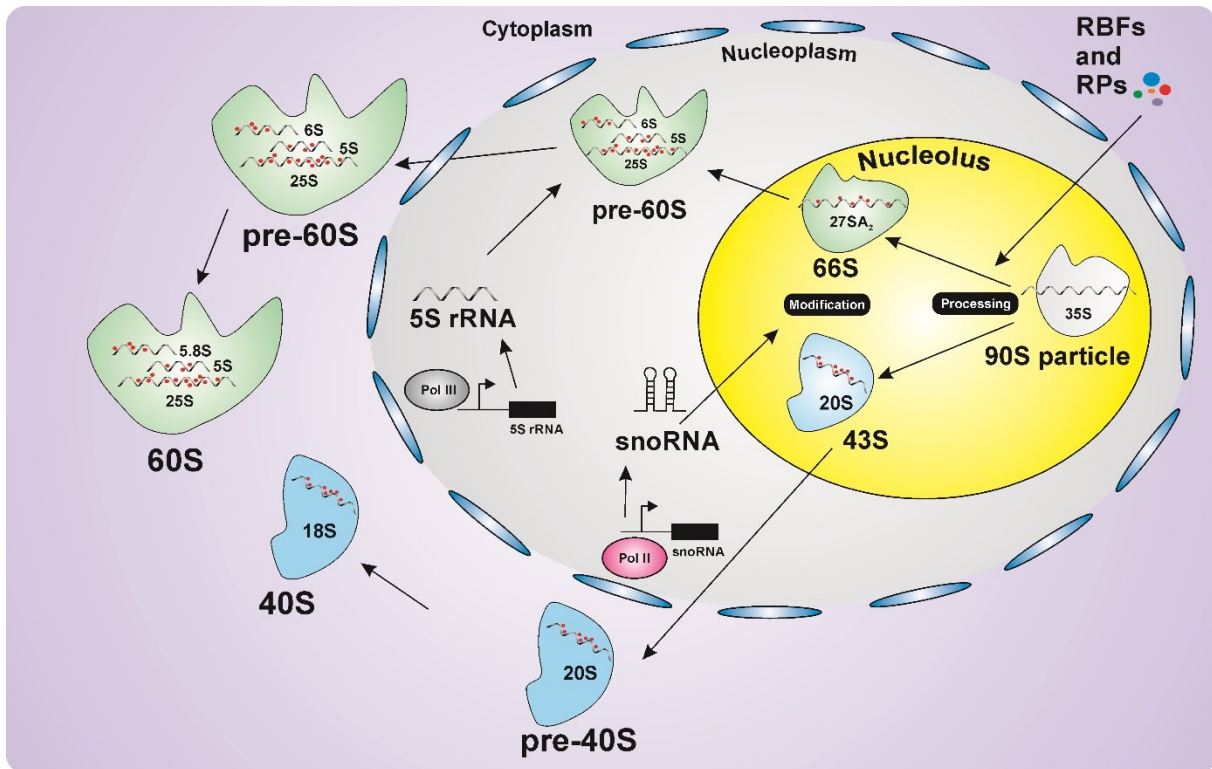 Cytoplasm
Nucleoplasm
RBFs
and
RPs
6S
5S
25S
pre-60S
6S
5S
25S
pre-60S
Nucleolus
27SA₂
66S
Modification
Processing
35S
90S particle
5S rRNA
5.8S
5S
25S
60S
Pol III
5S rRNA
20S
43S
snoRNA
Pol II
snoRNA
18S
40S
20S
pre-40S